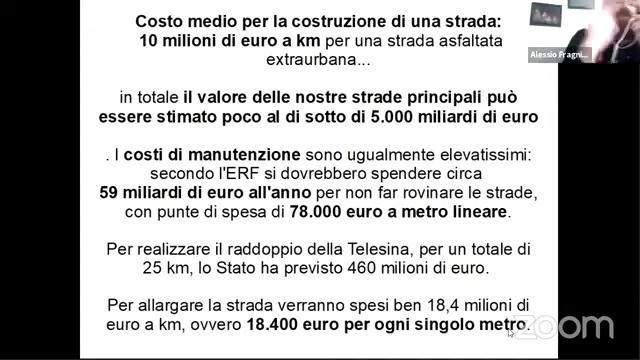 Costo medio per la costruzione di una strada:
10 milioni di euro a km per una strada asfaltata
extraurbana...
in totale il valore delle nostre strade principali può
essere stimato poco al di sotto di 5.000 miliardi di euro
. I costi di manutenzione sono ugualmente elevatissimi:
secondo l'ERF si dovrebbero spendere circa
59 miliardi di euro all'anno per non far rovinare le strade,
con punte di spesa di 78.000 euro a metro lineare.
Per realizzare il raddoppio della Telesina, per un totale di
25 km, lo Stato ha previsto 460 milioni di euro.
Per allargare la strada verranno spesi ben 18,4 milioni di
euro a km, ovvero 18.400 euro per ogni singolo metro.
Alessio Fragni...
zoom